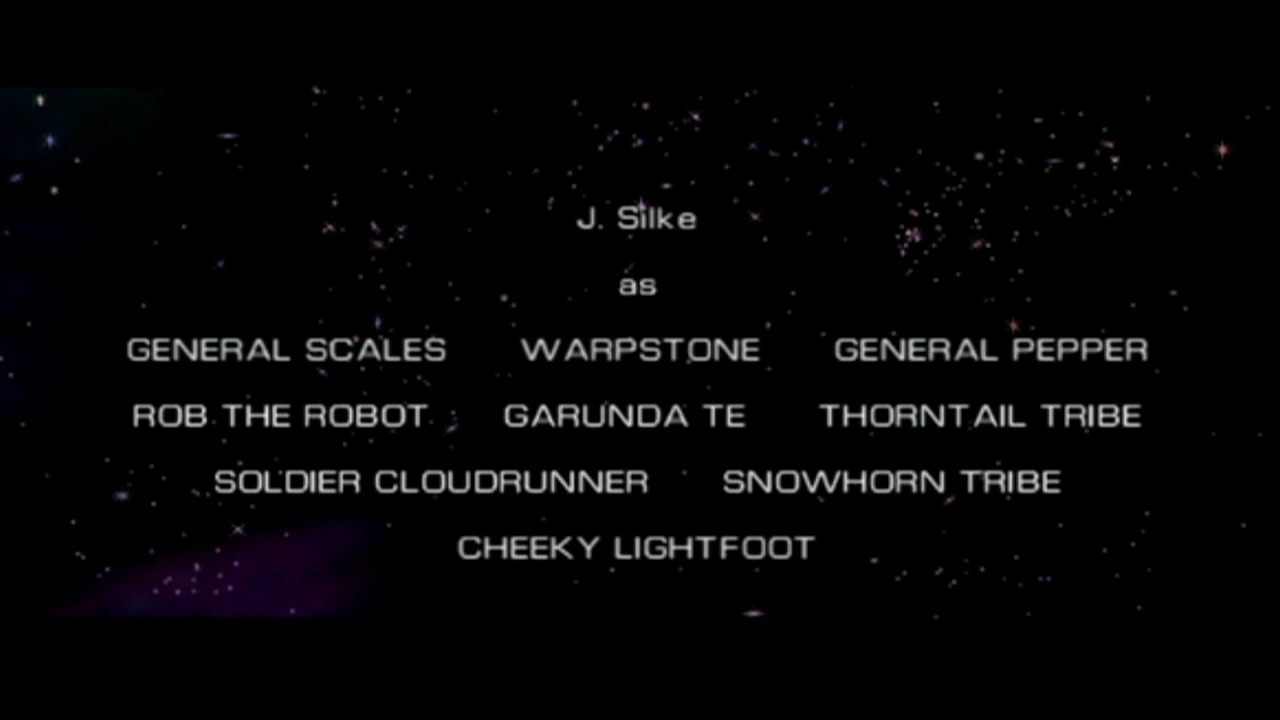 J. Silke
as
GENERAL SCALES WARPSTONE GENERAL PEPPER
ROB THE ROBOT GARUNDA TE THORNTAIL TRIBE
SOLDIER CLOUDRUNNER SNOWHORN TRIBE
CHEEKY LIGHTFOOT